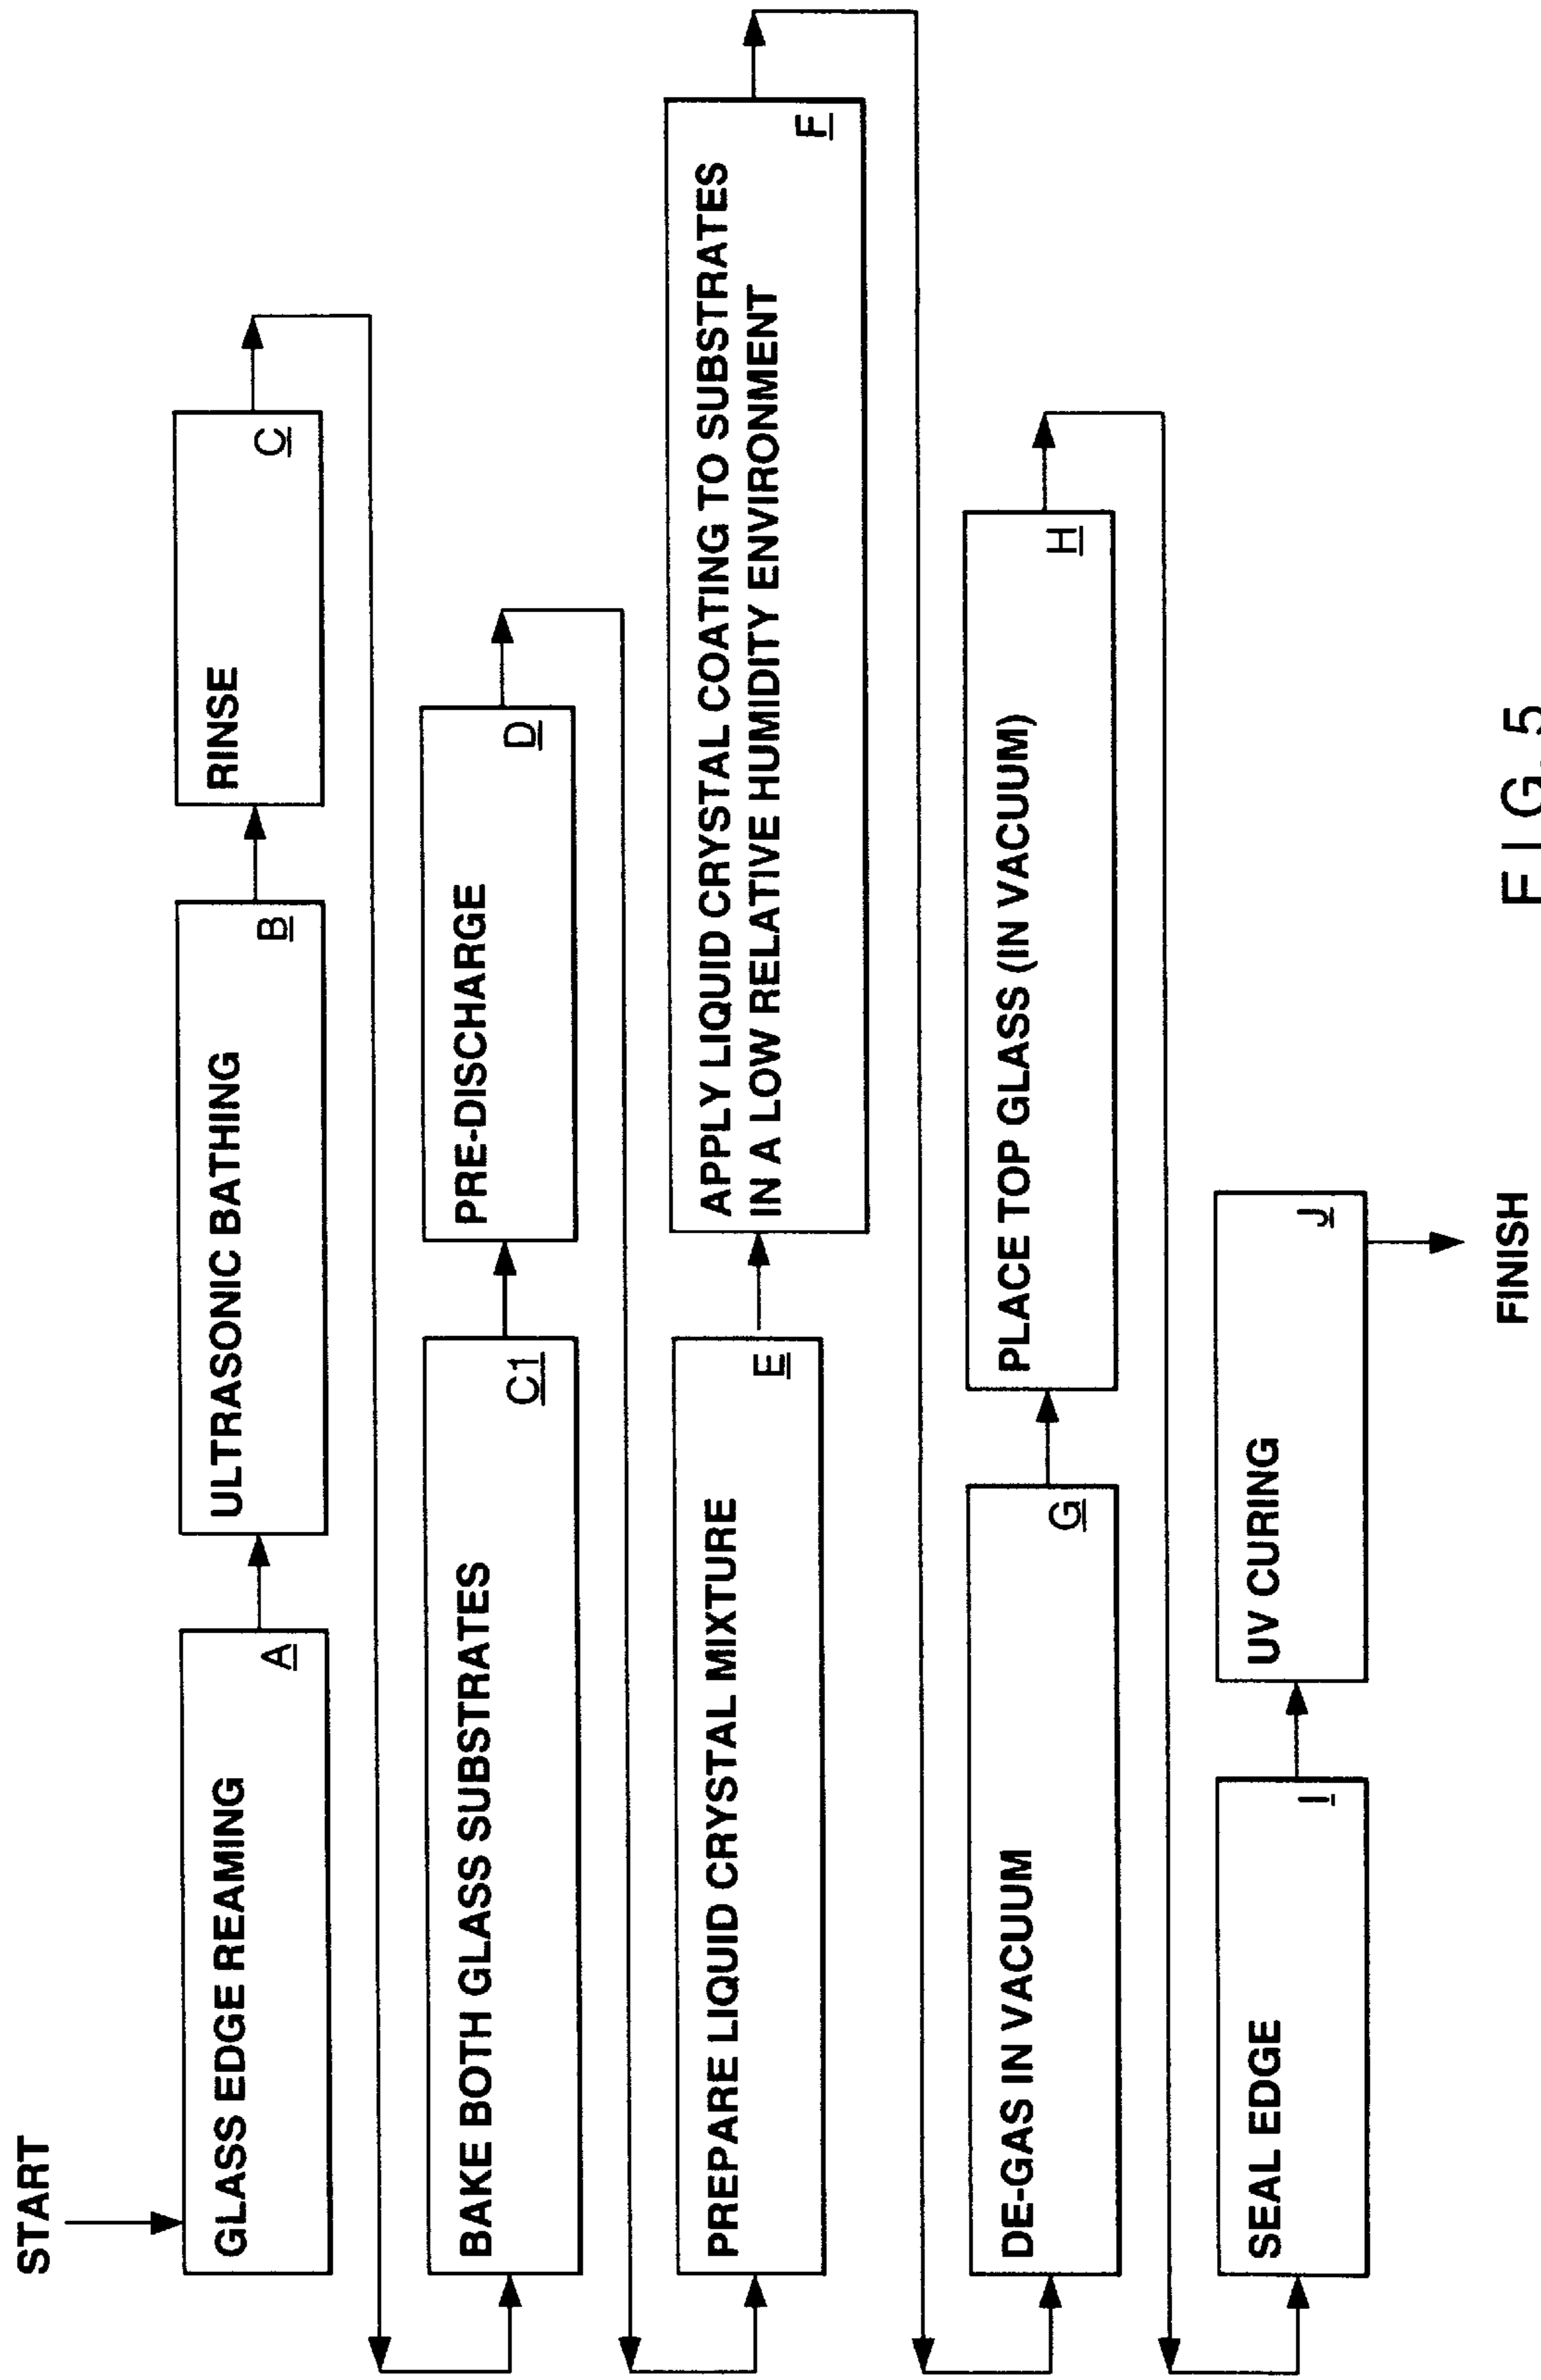 START
GLASS EDGE REAMING
A
ULTRASONIC BATHING
B
RINSE
C
BAKE BOTH GLASS SUBSTRATES
C1
PRE-DISCHARGE
D
PREPARE LIQUID CRYSTAL MIXTURE
E
APPLY LIQUID CRYSTAL COATING TO SUBSTRATES
IN A LOW RELATIVE HUMIDITY ENVIRONMENT
F
DE-GAS IN VACUUM
G
PLACE TOP GLASS (IN VACUUM)
H
SEAL EDGE
I
UV CURING
J
FINISH
FIG. 5